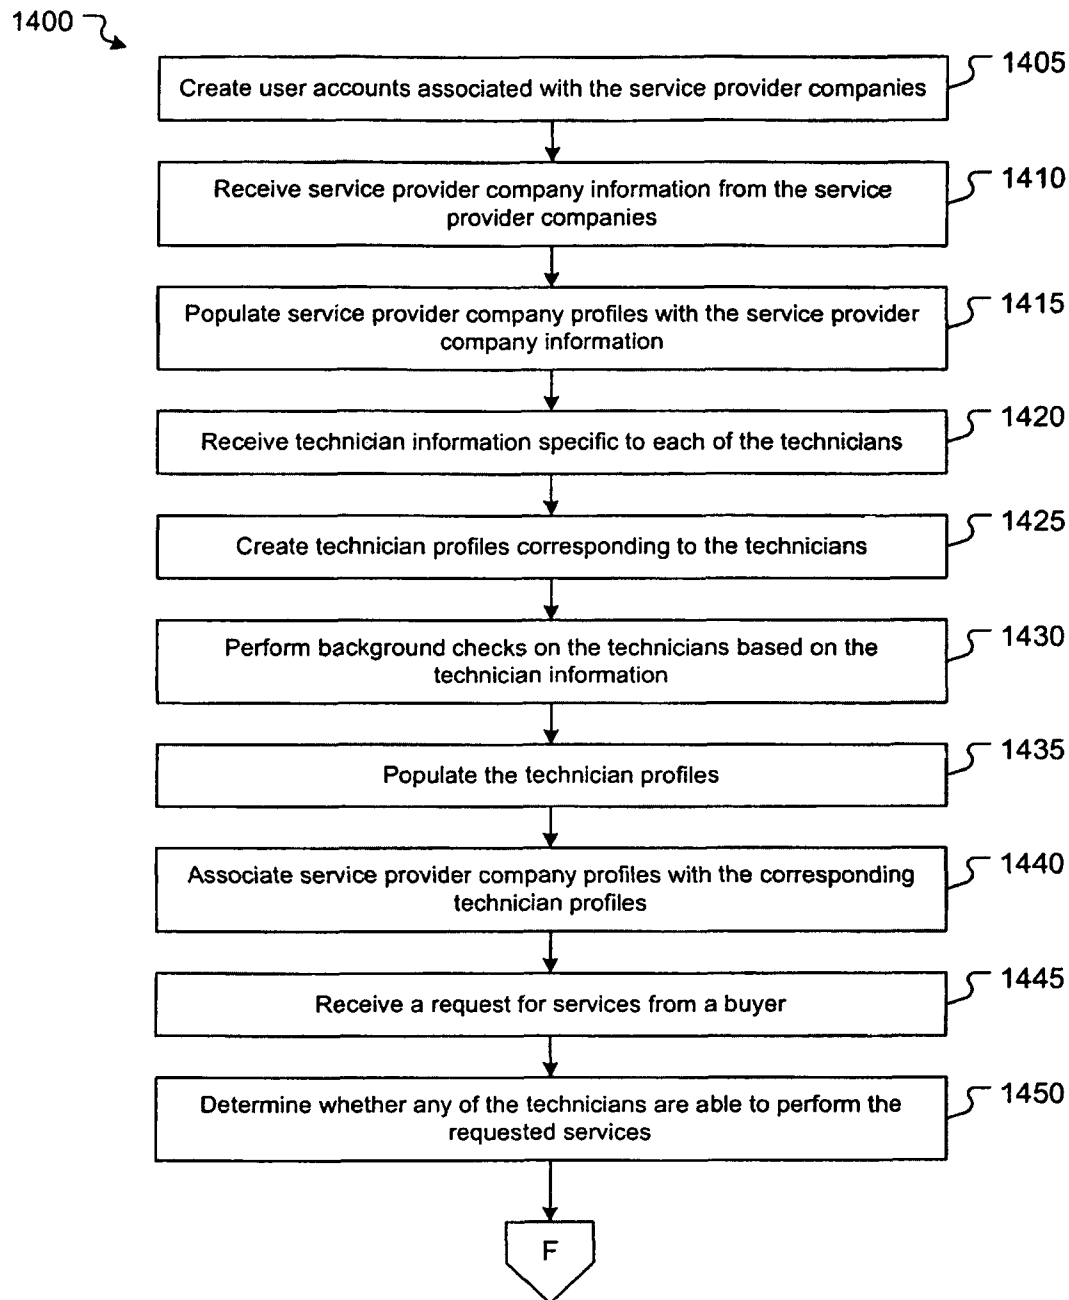 1400
Create user accounts associated with the service provider companies
1405
Receive service provider company information from the service
provider companies
1410
Populate service provider company profiles with the service provider
company information
1415
Receive technician information specific to each of the technicians
1420
Create technician profiles corresponding to the technicians
1425
Perform background checks on the technicians based on the
technician information
1430
Populate the technician profiles
1435
Associate service provider company profiles with the corresponding
technician profiles
1440
Receive a request for services from a buyer
1445
Determine whether any of the technicians are able to perform the
requested services
1450
F